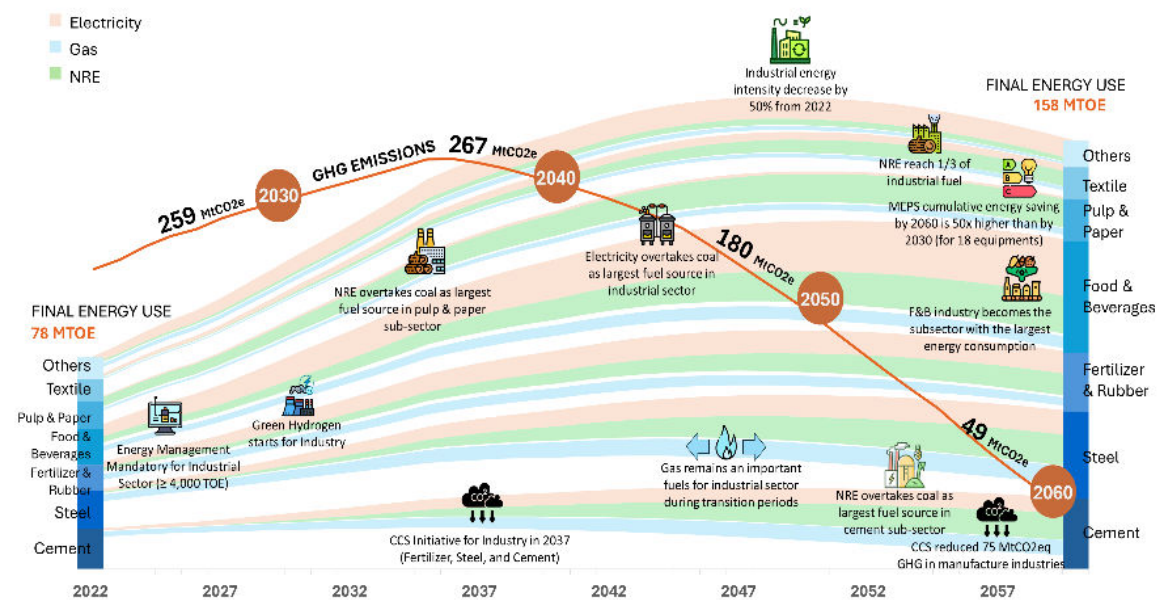 Electricity
Gas
NRE
Industrial energy
intensity decrease by
50% from 2022
FINAL ENERGY USE
158 MTOE
GHG EMISSIONS
267 MtCO2e
259 MtCO2e
2030
2040
NRE reach 1/3 of
industrial fuel
Others
Textile
Pulp &
Paper
MEPS cumulative energy saving
by 2060 is 50x higher than by
2030 (for 18 equipments)
180 MtCO2e
Electricity overtakes coal
as largest fuel source in
industrial sector
NRE overtakes coal as largest
fuel source in pulp & paper
sub-sector
2050
Food &
Beverages
F&B industry becomes the
subsector with the largest
energy consumption
FINAL ENERGY USE
78 MTOE
Others
Textile
Pulp & Paper
Food &
Beverages
Fertilizer &
Rubber
Steel
Cement
Green Hydrogen
starts for Industry
Energy Management
Mandatory for Industrial
Sector (≥ 4,000 TOE)
Fertilizer
& Rubber
49 MtCO2e
Steel
Gas remains an important
fuels for industrial sector
during transition periods
NRE overtakes coal as
largest fuel source in
cement sub-sector
2060
CO2
CO2
CCS Initiative for Industry in 2037
(Fertilizer, Steel, and Cement)
CCS reduced 75 MtCO2eq
GHG in manufacture industries
Cement
2022
2027
2032
2037
2042
2047
2052
2057